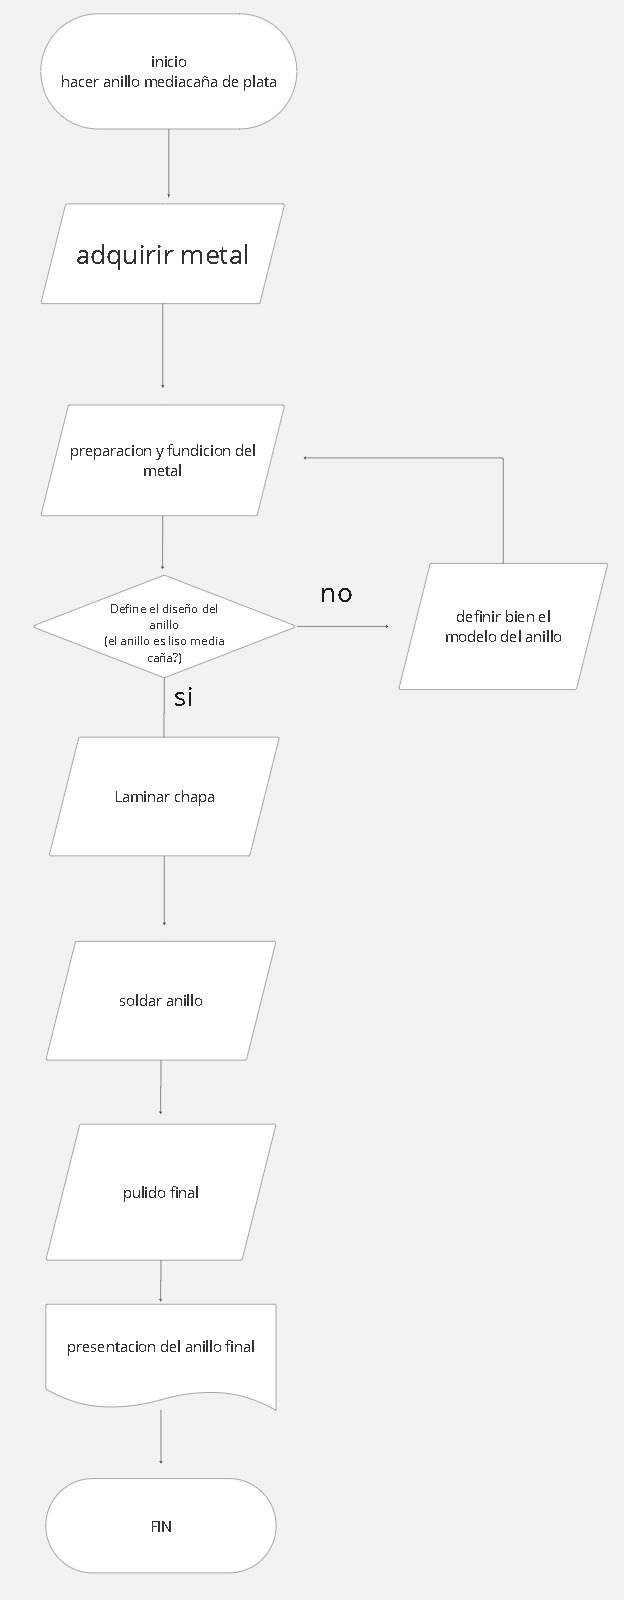 inicio
hacer anillo mediacaña de plata
adquirir metal
preparacion y fundicion del
metal
Define el diseño del
anillo
(el anillo es liso media
caña?)
no
definir bien el
modelo del anillo
si
Laminar chapa
soldar anillo
pulido final
presentacion del anillo final
FIN